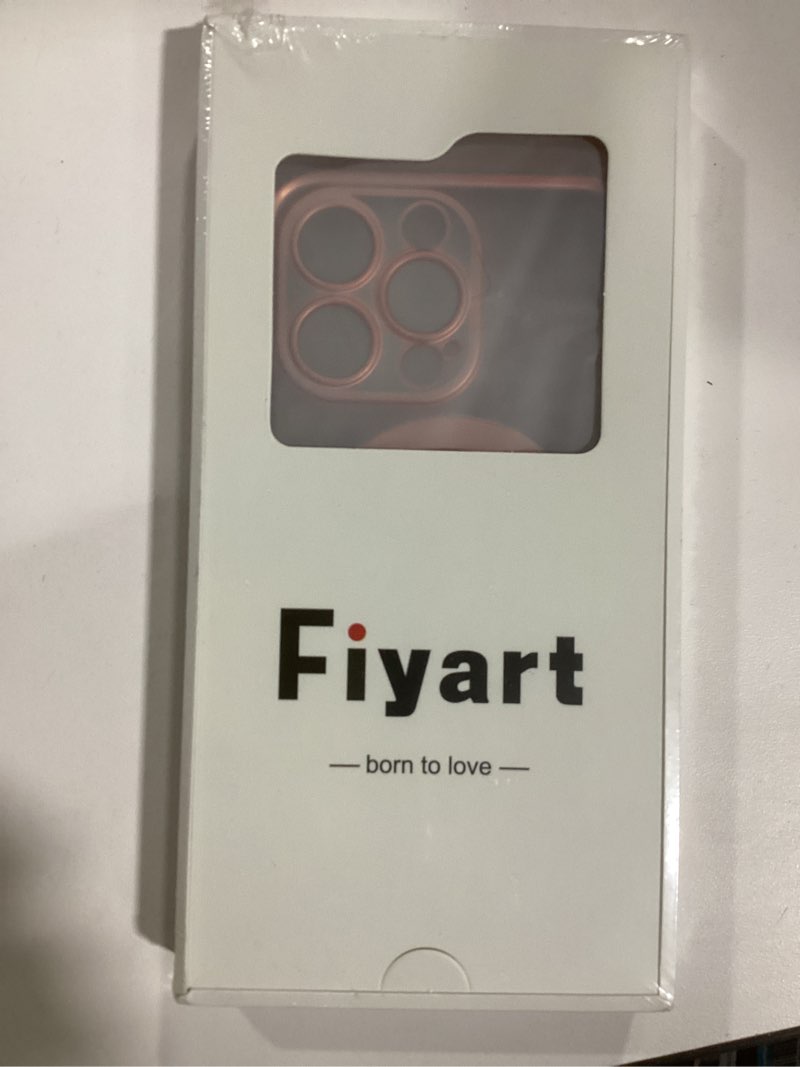 Fiyart
— born to love —